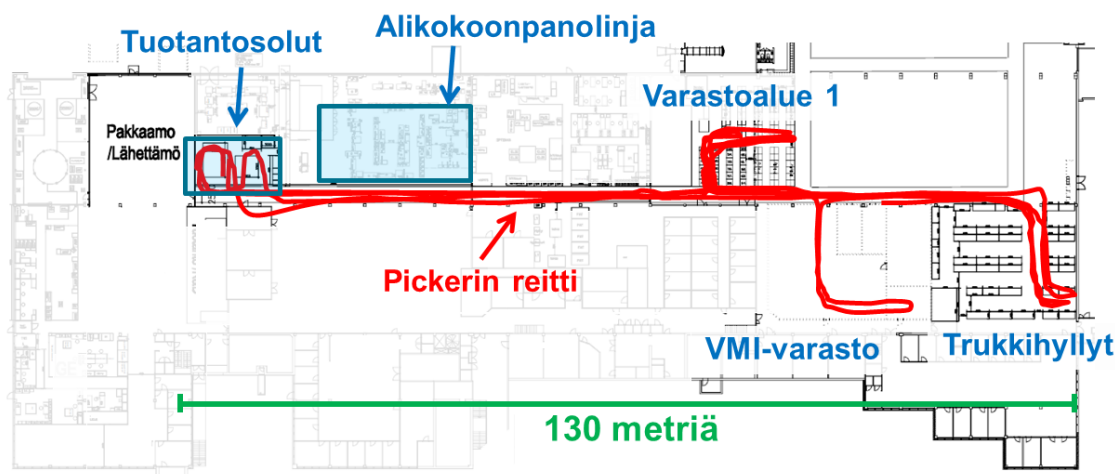 Tuotantosolut
Alikokoonpanolinja
Varastoalue 1
Pakkaamo
/Lähettämö
Pickerin reitti
VMI-varasto
Trukkihyllyt
130 metriä